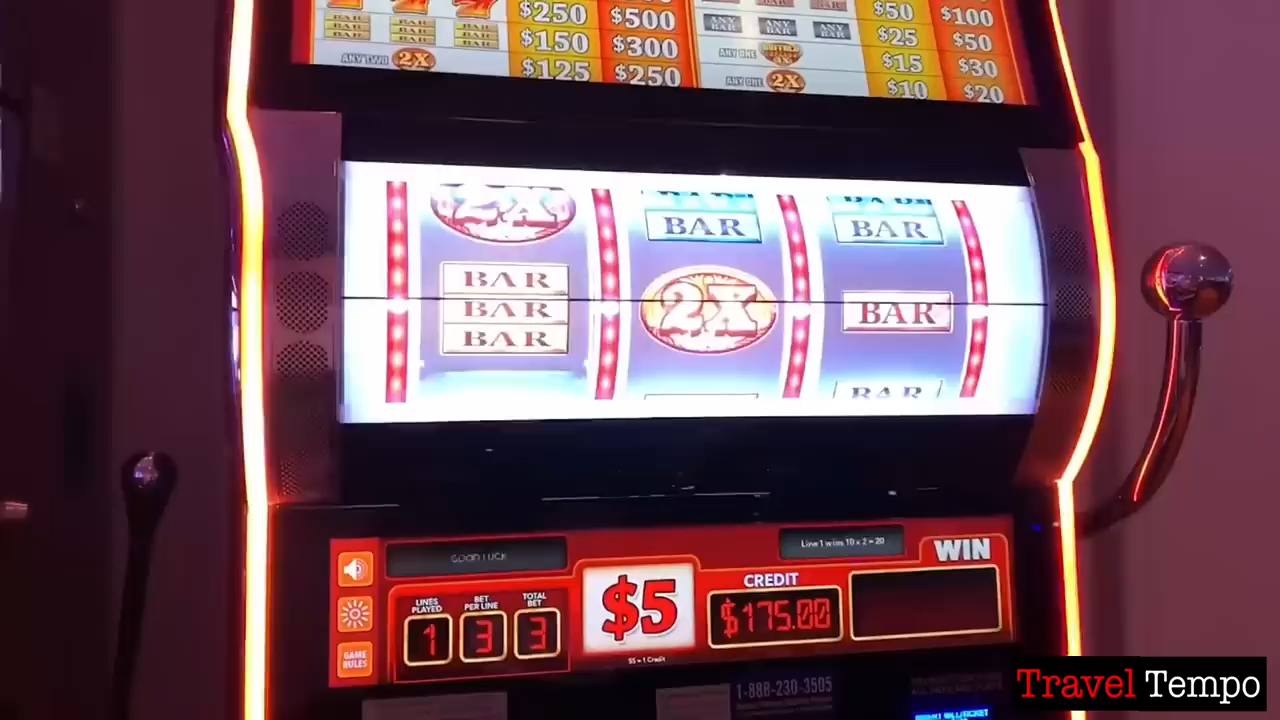 BAR BAR BAR $250 $500 ANY BAR ANY BAR ANY BAR $50 $100
$150 $300 $25 $50
ANY TWO 2X $125 $250 ANY ONE $15 $30
ANY ONE 2X $10 $20
2X BAR BAR
BAR
BAR
BAR
2X
BAR
BAR
GOOD LUCK
Line 1 wins 10 x 2 = 20
WIN
LINES PLAYED
BET PER LINE
TOTAL BET
1 3 3
$5
$5 = 1 Credit
CREDIT
$175.00
GAME RULES
1-888-230-3505
Travel Tempo